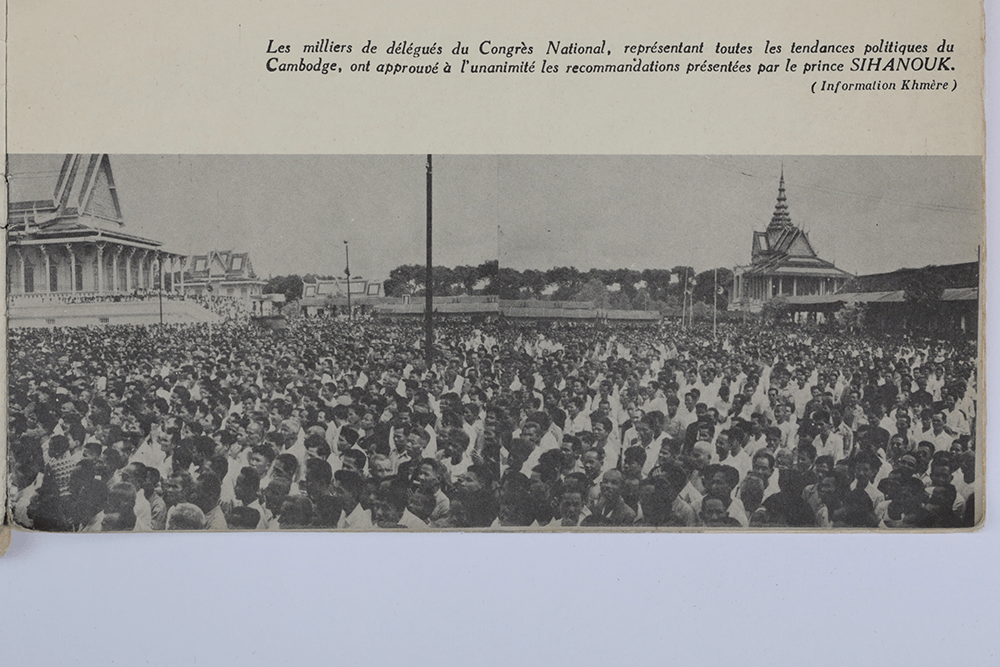 Les milliers de délégués du Congrès National, représentant toutes les tendances politiques du
Cambodge, ont approuvé à l'unanimité les recommandations présentées par le prince SIHANOUK.
( Information Khmère )